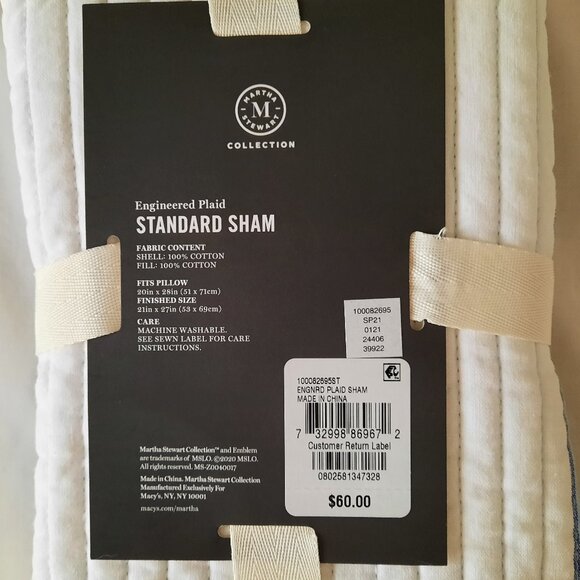 MARTHA
M
STEWART
COLLECTION
Engineered Plaid
STANDARD SHAM
FABRIC CONTENT
SHELL: 100% COTTON
FILL: 100% COTTON
FITS PILLOW
20in x 28in (51 x 71cm)
FINISHED SIZE
21in x 27in (53 x 69cm)
CARE
MACHINE WASHABLE.
SEE SEWN LABEL FOR CARE
INSTRUCTIONS.
100082695
SP21
0121
24406
39922
100082695ST
ENGNRD PLAID SHAM
MADE IN CHINA
7 32998 86967 2
Customer Return Label
0802581347328
$60.00
Martha Stewart Collection™ and Emblem
are trademarks of MSLO. ©2020 MSLO.
All rights reserved. MS-Z0040017
Made in China. Martha Stewart Collection
Manufactured Exclusively For
Macy's, NY, NY 10001
macys.com/martha